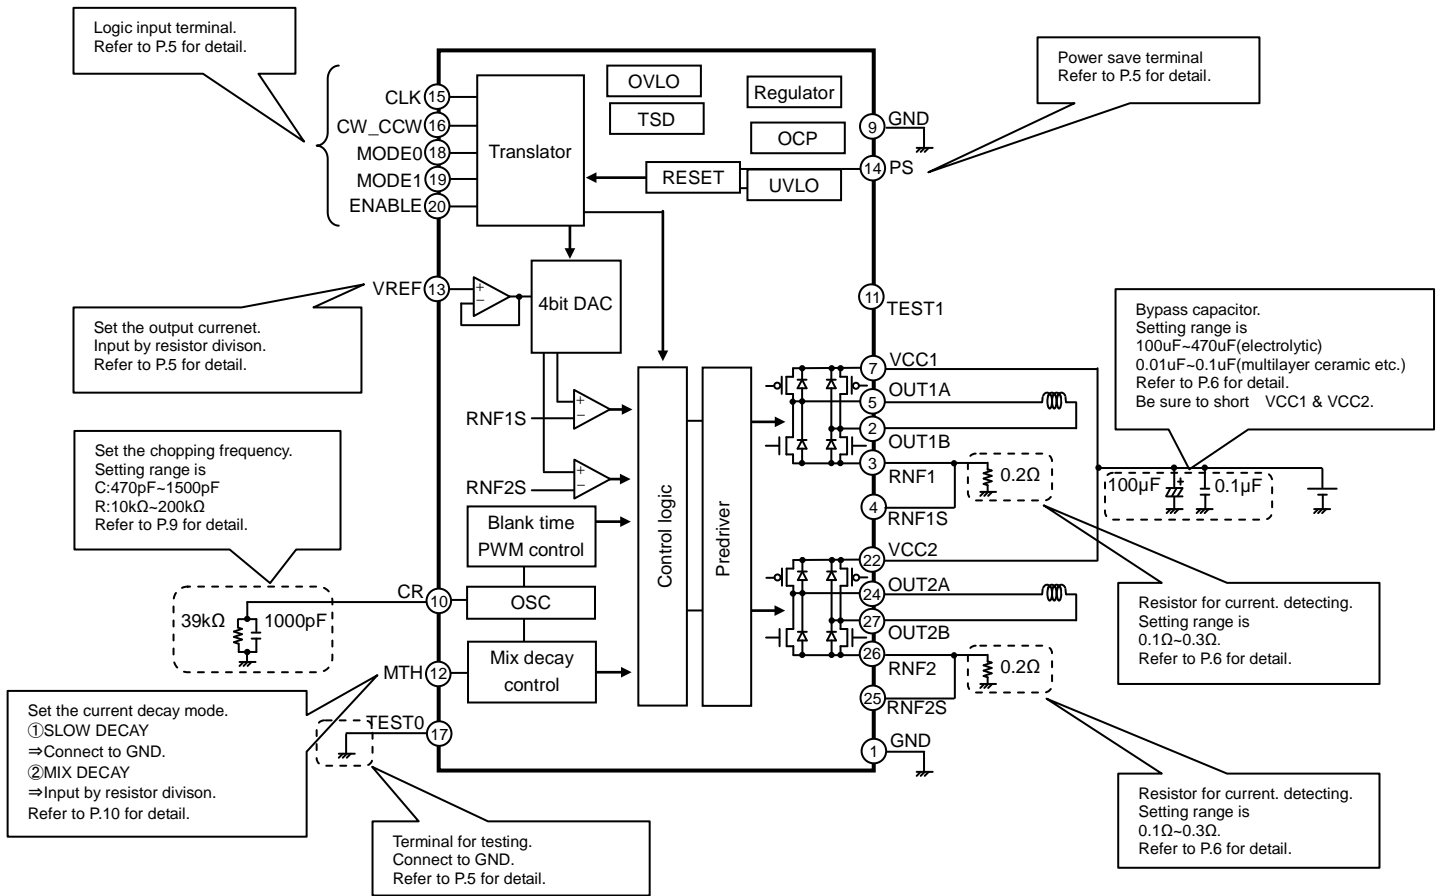 Logic input terminal.
Refer to P.5 for detail.
Power save terminal
Refer to P.5 for detail.
CLK 15
CW_CCW 16
MODE0 18
MODE1 19
ENABLE 20
Translator
OVLO
TSD
Regulator
OCP
RESET
UVLO
9 GND
14 PS
VREF 13
+
−
4bit DAC
11
TEST1
Set the output currenet.
Input by resistor divison.
Refer to P.5 for detail.
Bypass capacitor.
Setting range is
100uF~470uF(electrolytic)
0.01uF~0.1uF(multilayer ceramic etc.)
Refer to P.6 for detail.
Be sure to short VCC1 & VCC2.
7 VCC1
5 OUT1A
2
OUT1B
3
RNF1
4
RNF1S
0.2Ω
100µF
+
0.1µF
RNF1S
+
−
RNF2S
+
−
Control logic
Predriver
Set the chopping frequency.
Setting range is
C:470pF~1500pF
R:10kΩ~200kΩ
Refer to P.9 for detail.
Blank time
PWM control
OSC
Mix decay
control
CR 10
39kΩ
1000pF
MTH 12
TEST0
17
22 VCC2
24 OUT2A
27
OUT2B
26
RNF2
25
RNF2S
0.2Ω
1 GND
Resistor for current. detecting.
Setting range is
0.1Ω~0.3Ω.
Refer to P.6 for detail.
Set the current decay mode.
①SLOW DECAY
⇒Connect to GND.
②MIX DECAY
⇒Input by resistor divison.
Refer to P.10 for detail.
Terminal for testing.
Connect to GND.
Refer to P.5 for detail.
Resistor for current. detecting.
Setting range is
0.1Ω~0.3Ω.
Refer to P.6 for detail.